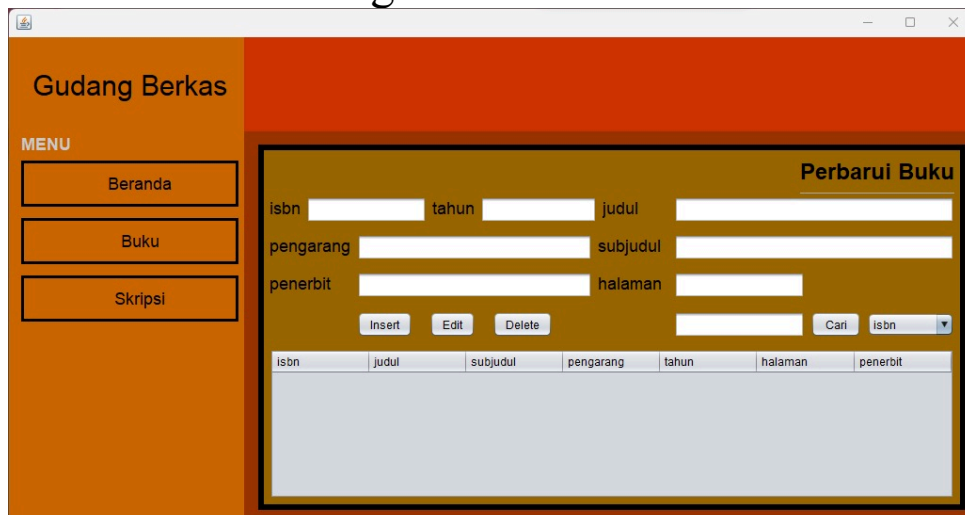 Gudang Berkas
MENU
Beranda
Buku
Skripsi
Perbarui Buku
isbn tahun judul
pengarang subjudul
penerbit halaman
Insert Edit Delete Cari isbn
isbn judul subjudul pengarang tahun halaman penerbit